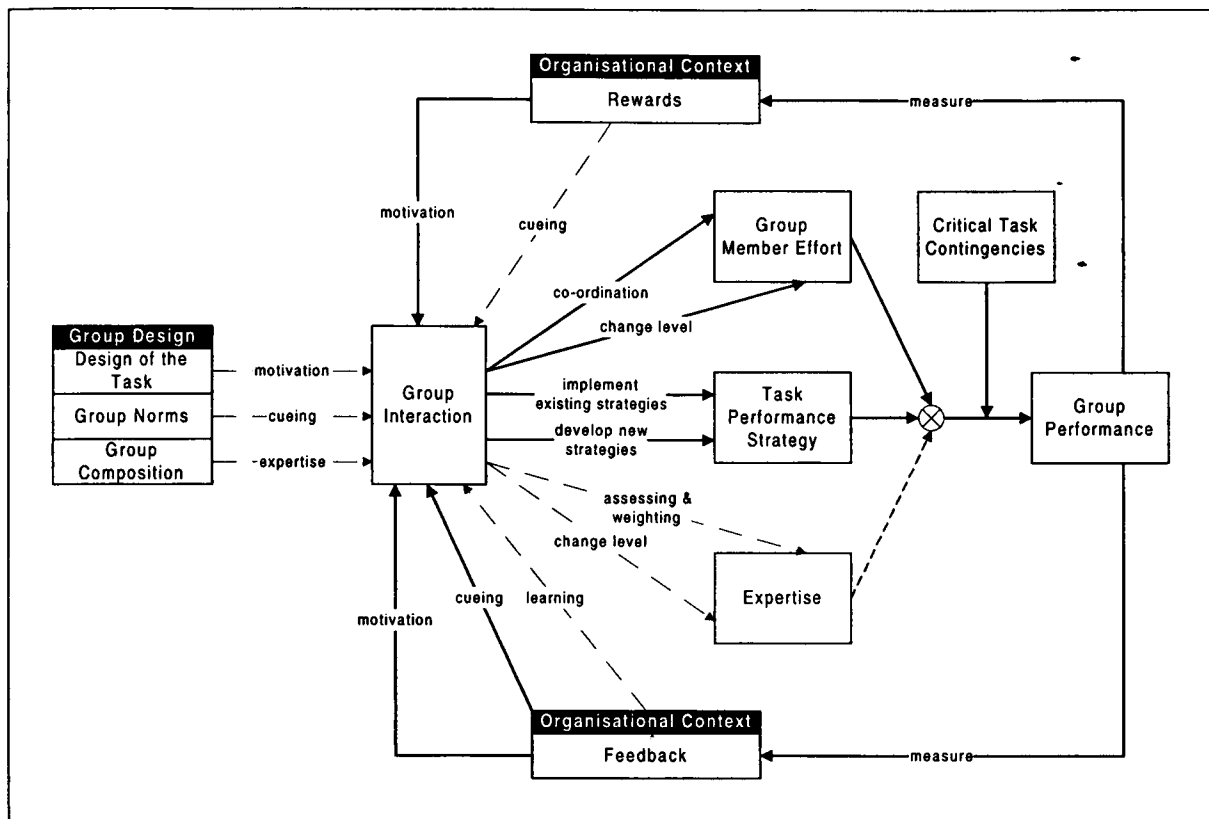 Organisational Context
Rewards
measure
motivation
cueing
Group
Member Effort
Critical Task
Contingencies
co-ordination
change level
Group Design
Design of the
Task
motivation
Group Norms
cueing
Group
Composition
expertise
Group
Interaction
implement
existing strategies
develop new
strategies
Task
Performance
Strategy
Group
Performance
assessing &
weighting
change level
Expertise
cueing
learning
motivation
Organisational Context
Feedback
measure